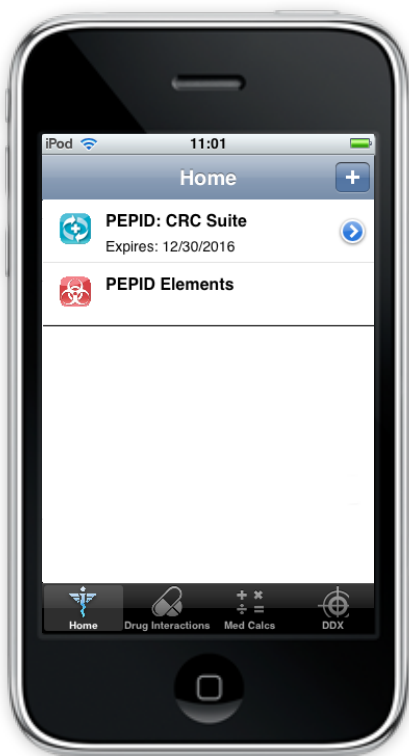 iPod 11:01
Home +
PEPID: CRC Suite
Expires: 12/30/2016
PEPID Elements
Home Drug Interactions Med Calcs DDX